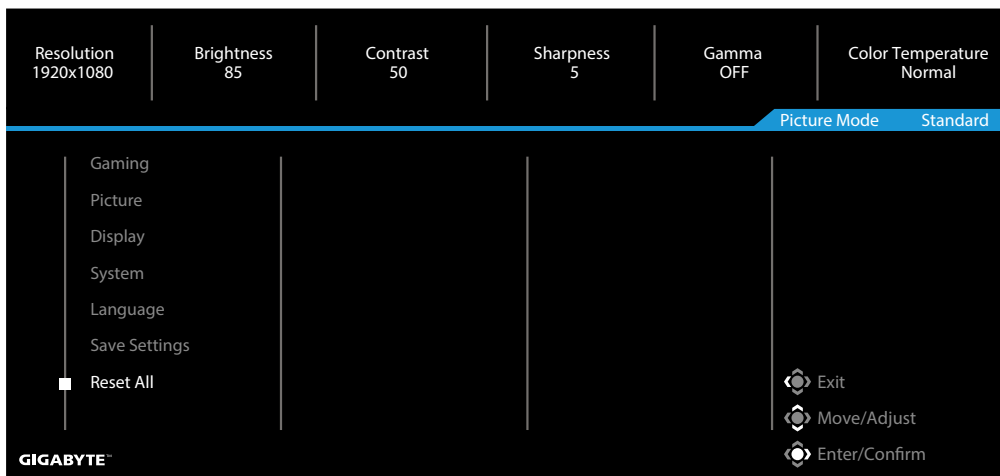 Resolution
1920x1080
Brightness
85
Contrast
50
Sharpness
5
Gamma
OFF
Color Temperature
Normal
Picture Mode Standard
Gaming
Picture
Display
System
Language
Save Settings
Reset All
Exit
Move/Adjust
Enter/Confirm
GIGABYTE™